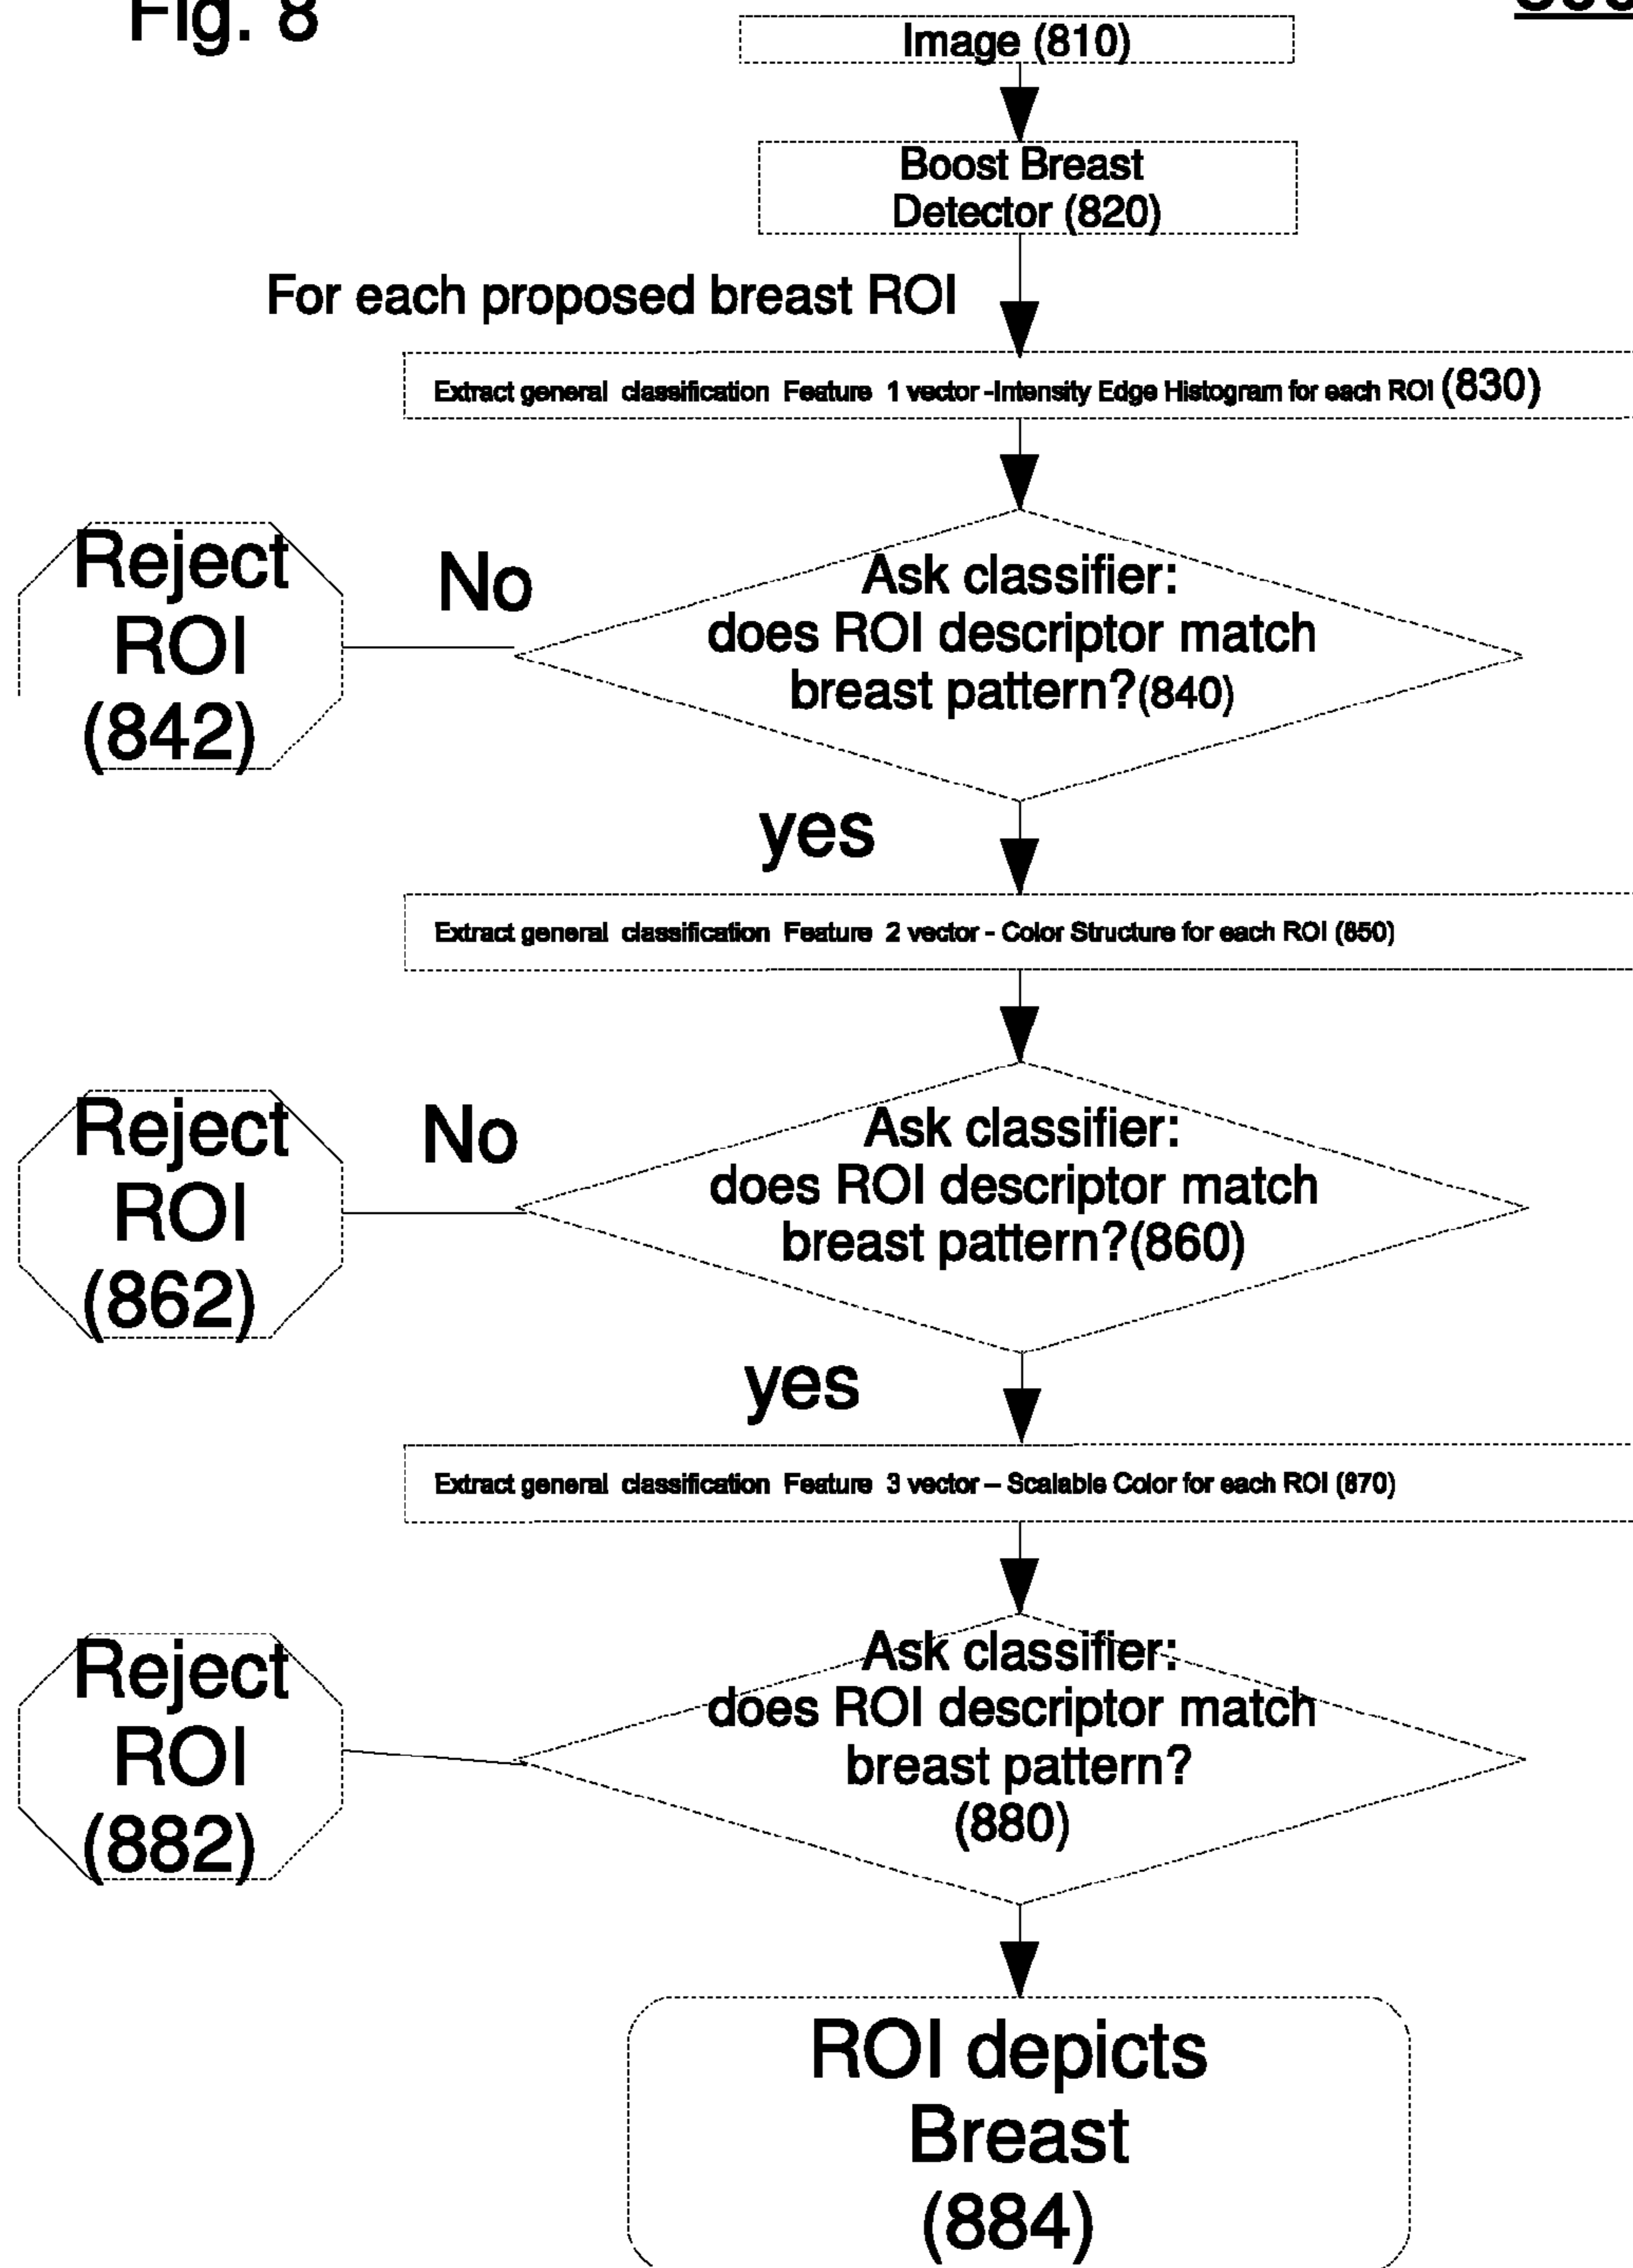 Fig. 8
Image (810)
Boost Breast
Detector (820)
For each proposed breast ROI
Extract general classification Feature 1 vector -Intensity Edge Histogram for each ROI (830)
Ask classifier:
does ROI descriptor match
breast pattern?(840)
No
Reject
ROI
(842)
yes
Extract general classification Feature 2 vector - Color Structure for each ROI (850)
Ask classifier:
does ROI descriptor match
breast pattern?(860)
No
Reject
ROI
(862)
yes
Extract general classification Feature 3 vector – Scalable Color for each ROI (870)
Ask classifier:
does ROI descriptor match
breast pattern?
(880)
Reject
ROI
(882)
ROI depicts
Breast
(884)